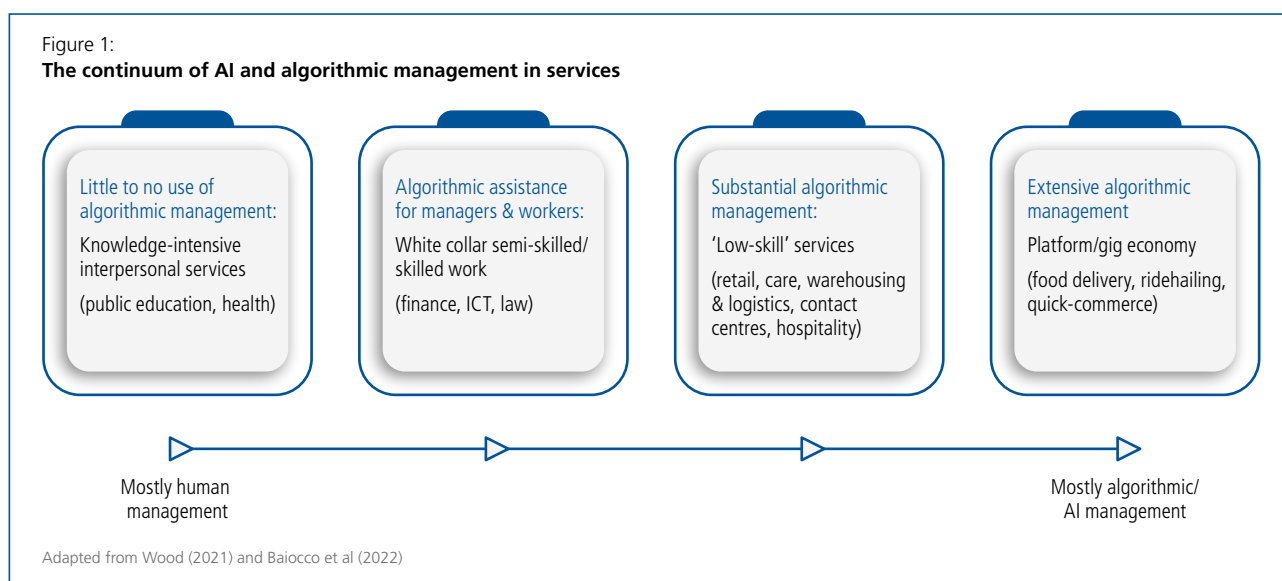 Figure 1:
The continuum of AI and algorithmic management in services
Little to no use of
algorithmic management:
Knowledge-intensive
interpersonal services
(public education, health)
Algorithmic assistance
for managers & workers:
White collar semi-skilled/
skilled work
(finance, ICT, law)
Substantial algorithmic
management:
‘Low-skill’ services
(retail, care, warehousing
& logistics, contact
centres, hospitality)
Extensive algorithmic
management
Platform/gig economy
(food delivery, ridehailing,
quick-commerce)
Mostly human
management
Mostly algorithmic/
AI management
Adapted from Wood (2021) and Baiocco et al (2022)